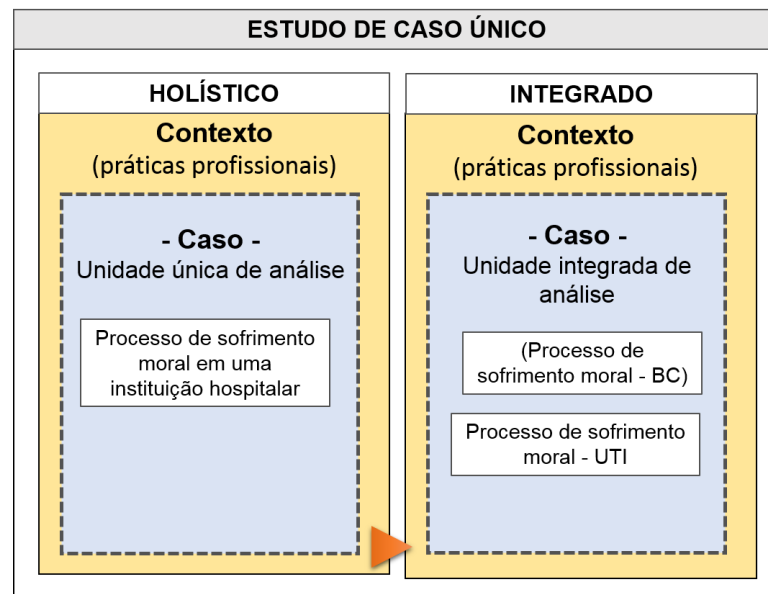 ESTUDO DE CASO ÚNICO
HOLÍSTICO
Contexto
(práticas profissionais)
- Caso -
Unidade única de análise
Processo de sofrimento
moral em uma
instituição hospitalar
INTEGRADO
Contexto
(práticas profissionais)
- Caso -
Unidade integrada de
análise
(Processo de
sofrimento moral - BC)
Processo de sofrimento
moral - UTI